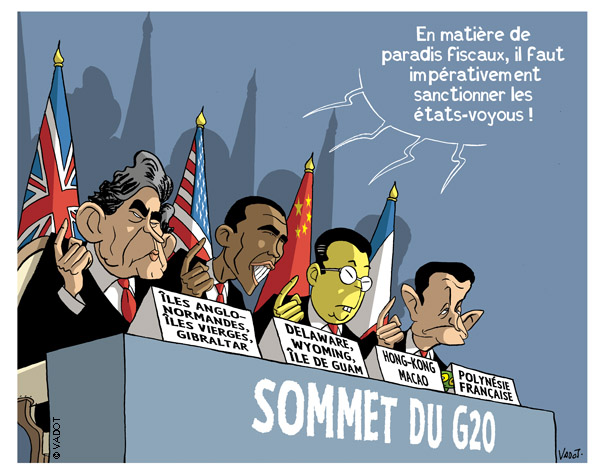 En matière de
paradis fiscaux, il faut
impérativement
sanctionner les
états-voyous !
ÎLES ANGLO-
NORMANDES,
ÎLES VIERGES,
GIBRALTAR
DELAWARE,
WYOMING,
ÎLE DE GUAM
HONG-KONG
MACAO
POLYNÉSIE
FRANÇAISE
SOMMET DU G20
© VADOT
VADOT.